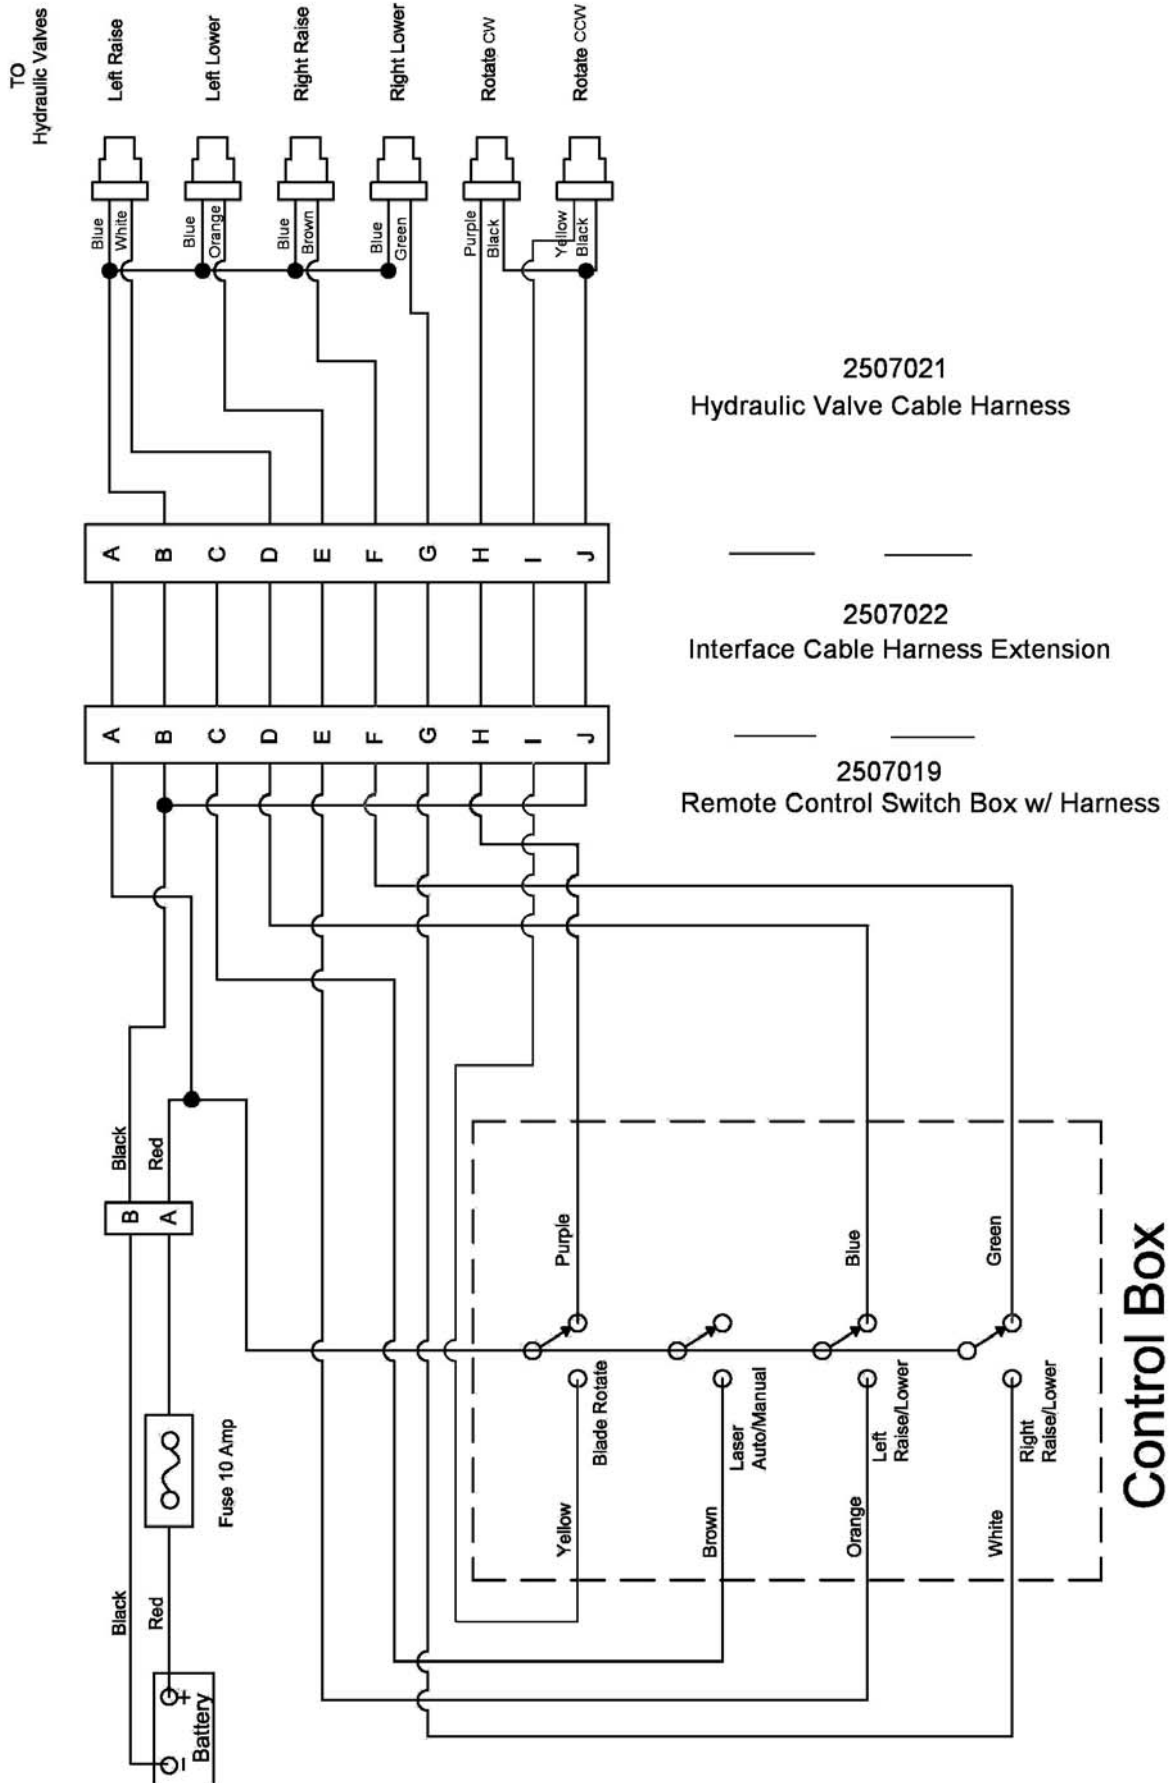 TO
Hydraulic Valves
Left Raise
Left Lower
Right Raise
Right Lower
Rotate CW
Rotate CCW
Blue
White
Blue
Orange
Blue
Brown
Blue
Green
Purple
Black
Yellow
Black
2507021
Hydraulic Valve Cable Harness
A B C D E F G H I J
2507022
Interface Cable Harness Extension
A B C D E F G H I J
2507019
Remote Control Switch Box w/ Harness
Black
Red
B
A
Purple
Blue
Green
Blade Rotate
Laser
Auto/Manual
Left
Raise/Lower
Right
Raise/Lower
Fuse 10 Amp
Yellow
Brown
Orange
White
Control Box
Black
Red
+
–
Battery